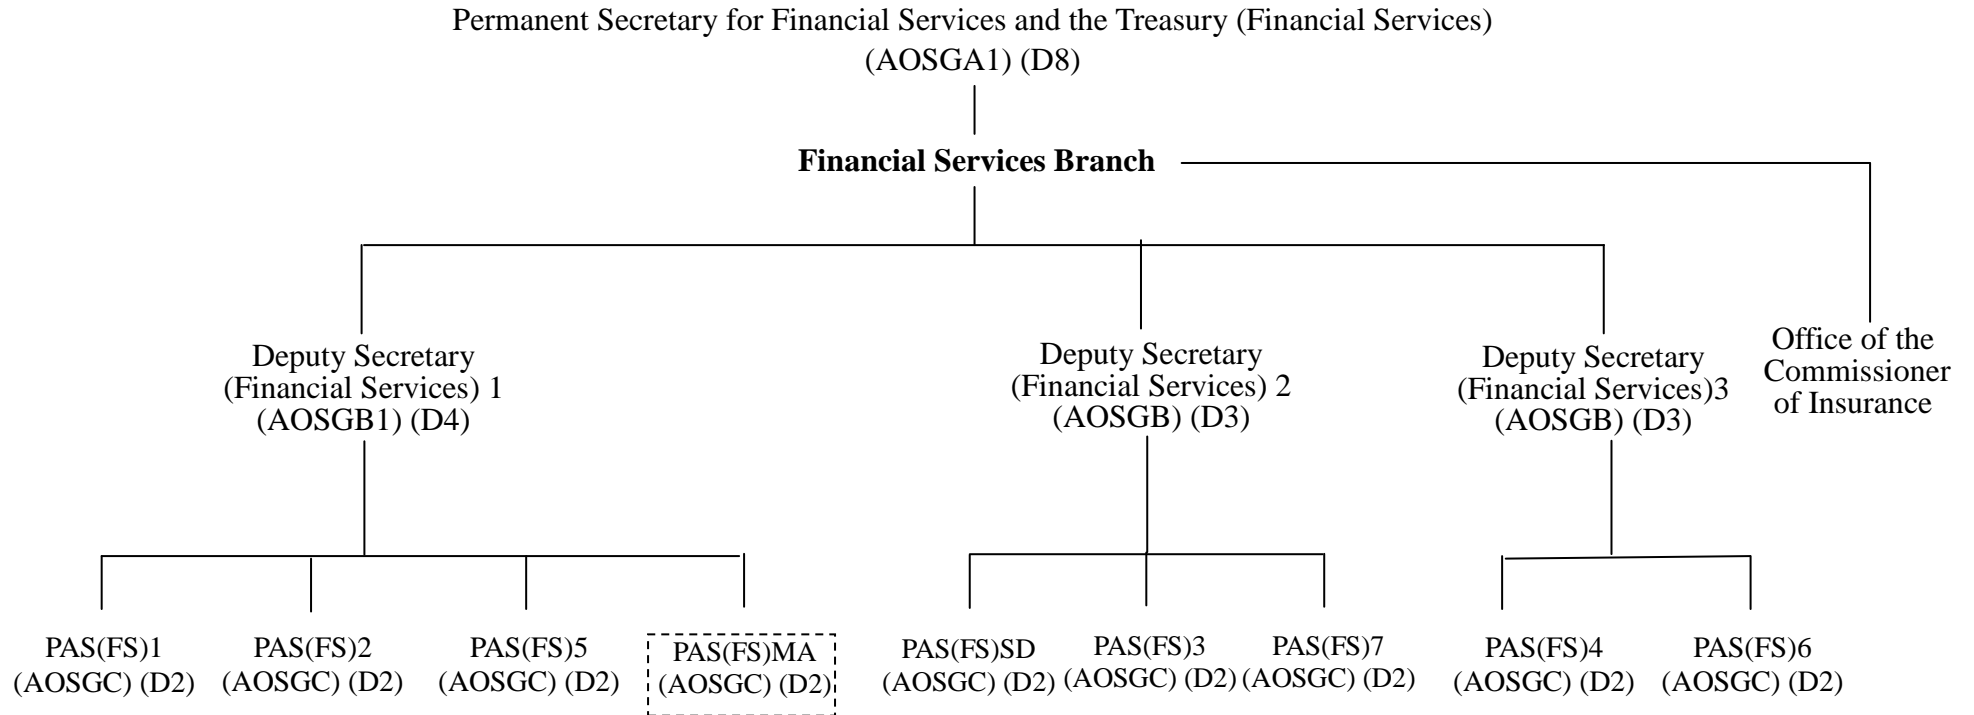 Permanent Secretary for Financial Services and the Treasury (Financial Services)
(AOSGA1) (D8)
Financial Services Branch
Deputy Secretary
(Financial Services) 1
(AOSGB1) (D4)
Deputy Secretary
(Financial Services) 2
(AOSGB) (D3)
Deputy Secretary
(Financial Services)3
(AOSGB) (D3)
Office of the
Commissioner
of Insurance
PAS(FS)1
(AOSGC) (D2)
PAS(FS)2
(AOSGC) (D2)
PAS(FS)5
(AOSGC) (D2)
PAS(FS)MA
(AOSGC) (D2)
PAS(FS)SD
(AOSGC) (D2)
PAS(FS)3
(AOSGC) (D2)
PAS(FS)7
(AOSGC) (D2)
PAS(FS)4
(AOSGC) (D2)
PAS(FS)6
(AOSGC) (D2)